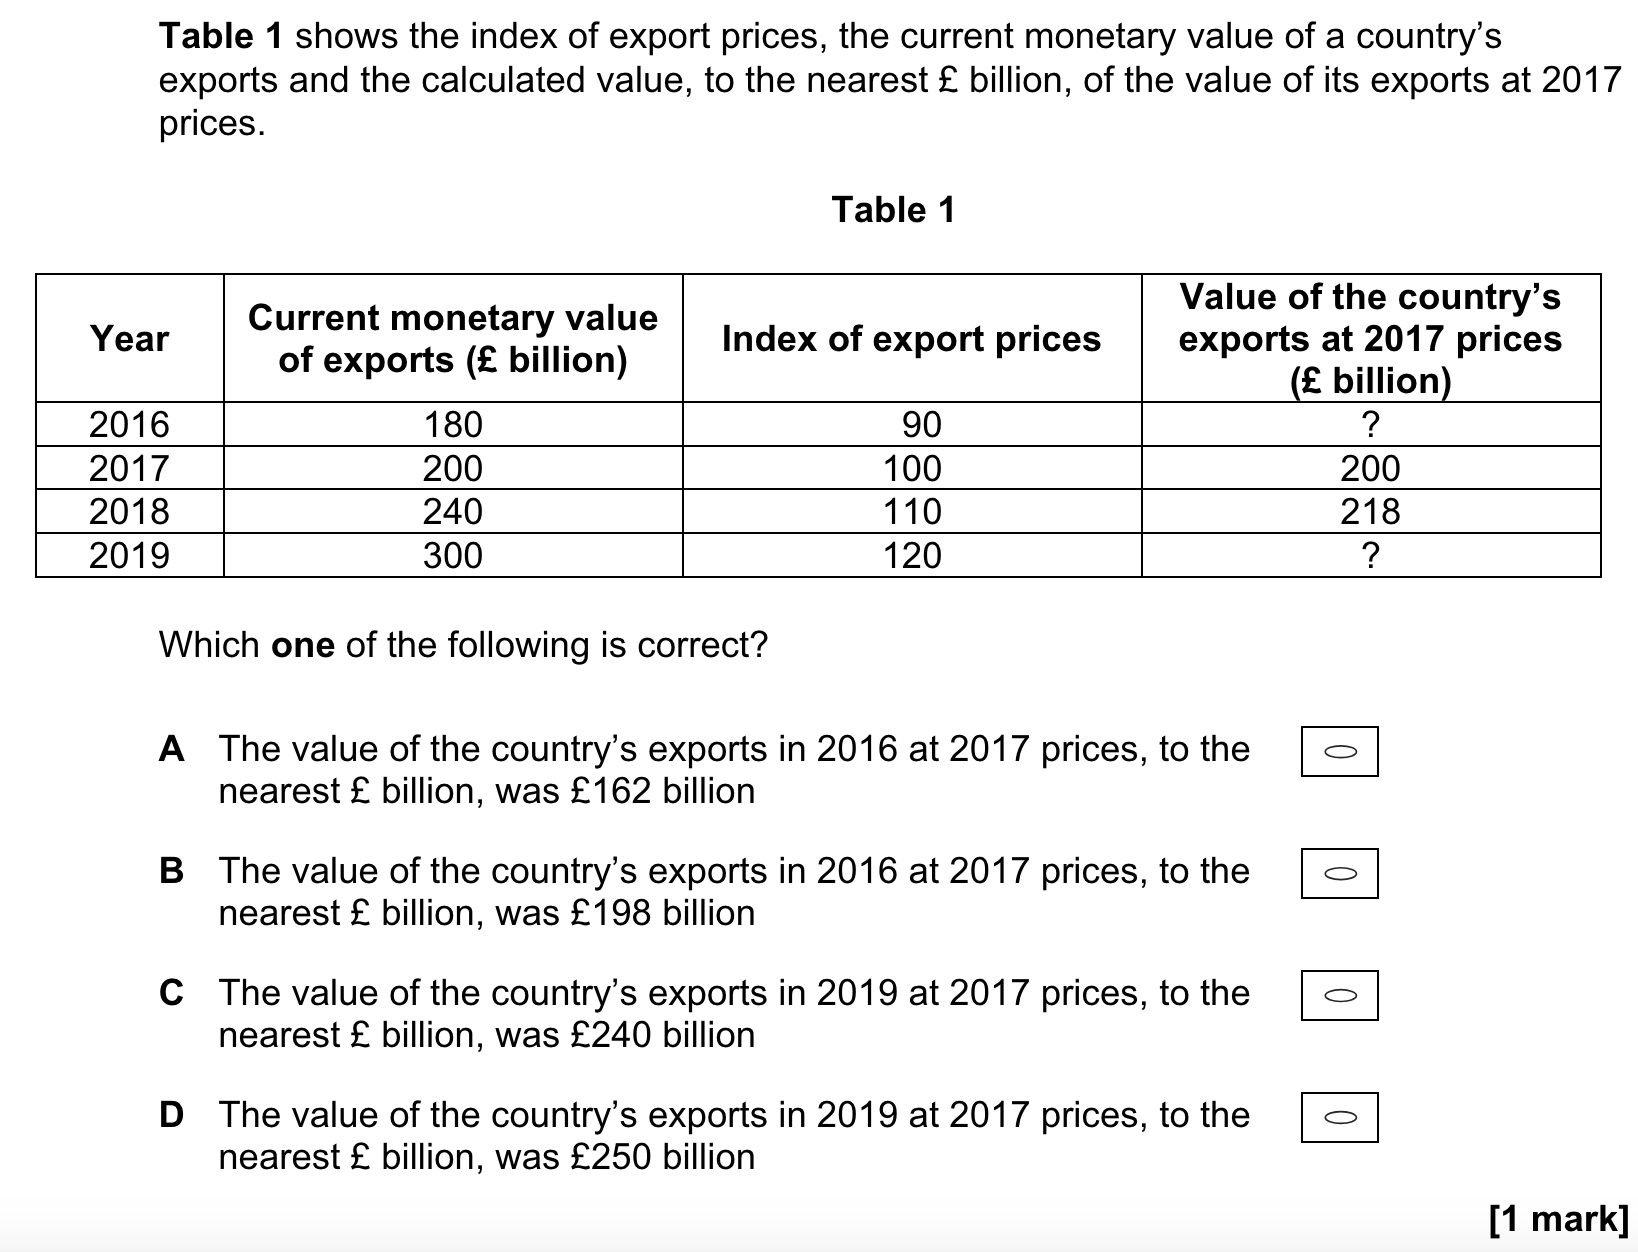 Table 1 shows the index of export prices, the current monetary value of a country’s
exports and the calculated value, to the nearest £ billion, of the value of its exports at 2017
prices.
Table 1
Year
Current monetary value
of exports (£ billion)
Index of export prices
Value of the country’s
exports at 2017 prices
(£ billion)
2016 180 90 ?
2017 200 100 200
2018 240 110 218
2019 300 120 ?
Which one of the following is correct?
A The value of the country’s exports in 2016 at 2017 prices, to the
nearest £ billion, was £162 billion
B The value of the country’s exports in 2016 at 2017 prices, to the
nearest £ billion, was £198 billion
C The value of the country’s exports in 2019 at 2017 prices, to the
nearest £ billion, was £240 billion
D The value of the country’s exports in 2019 at 2017 prices, to the
nearest £ billion, was £250 billion
[1 mark]